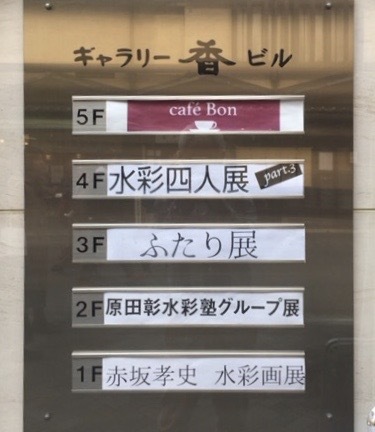 ギャラリー 香 ビル
5F café Bon
4F 水彩四人展 part.3
3F ふたり展
2F 原田彰水彩塾グループ展
1F 赤坂孝史 水彩画展